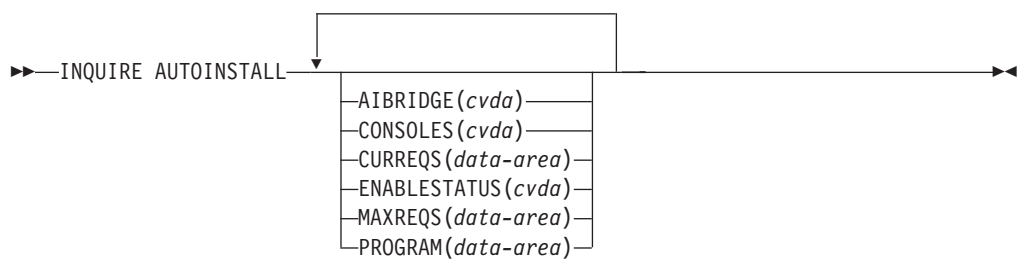 INQUIRE AUTOINSTALL
AIBRIDGE(cvda)
CONSOLES(cvda)
CURREQS(data-area)
ENABLESTATUS(cvda)
MAXREQS(data-area)
PROGRAM(data-area)